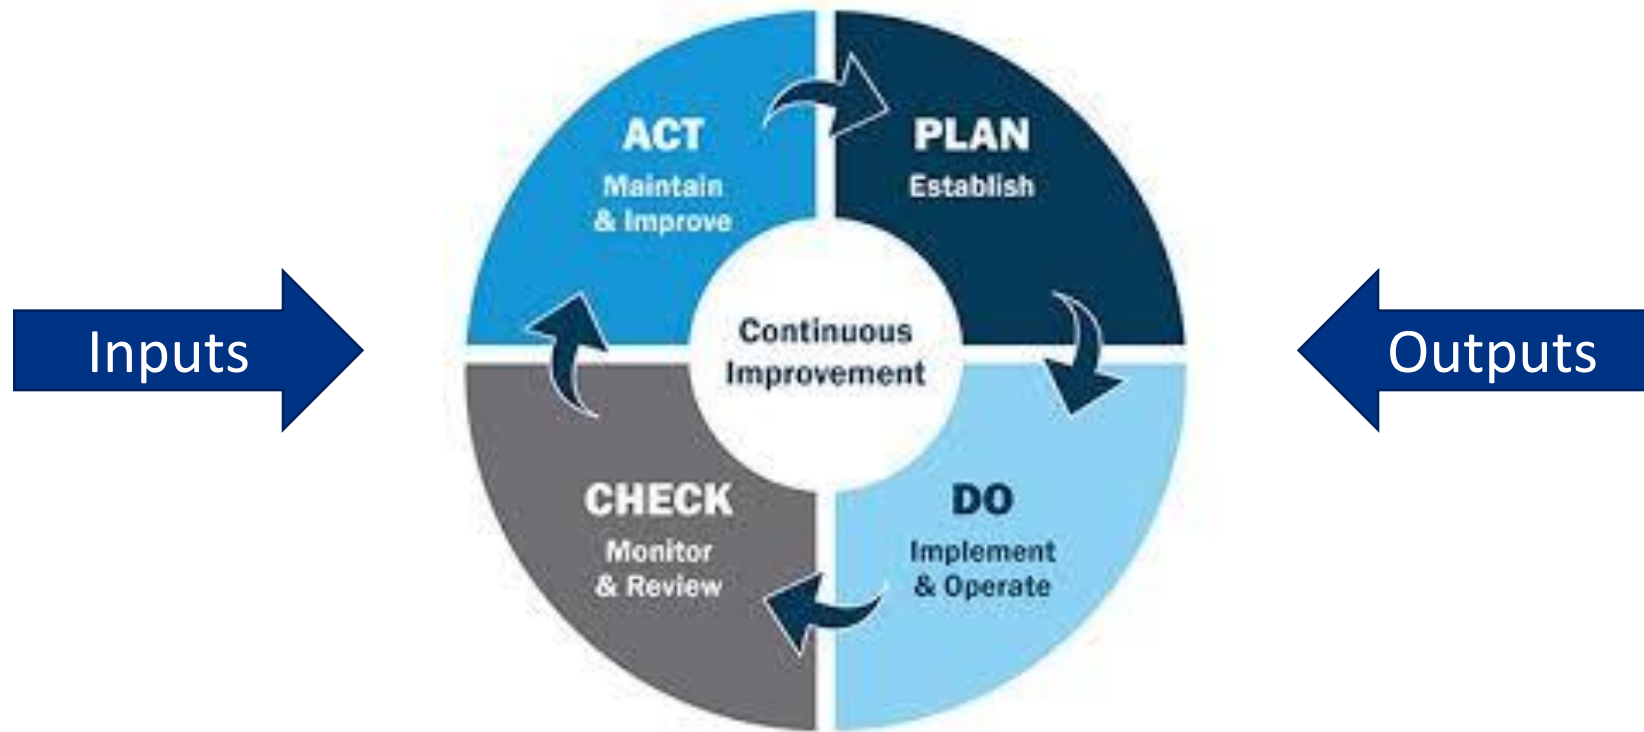 ACT
Maintain
& Improve
PLAN
Establish
Inputs
Continuous
Improvement
Outputs
CHECK
Monitor
& Review
DO
Implement
& Operate